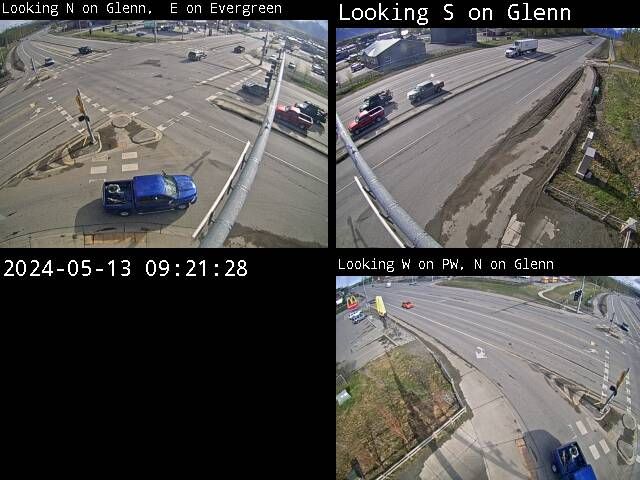 Looking N on Glenn,  E on Evergreen
Looking S on Glenn
2024-05-13 09:21:28
Looking W on PW, N on Glenn